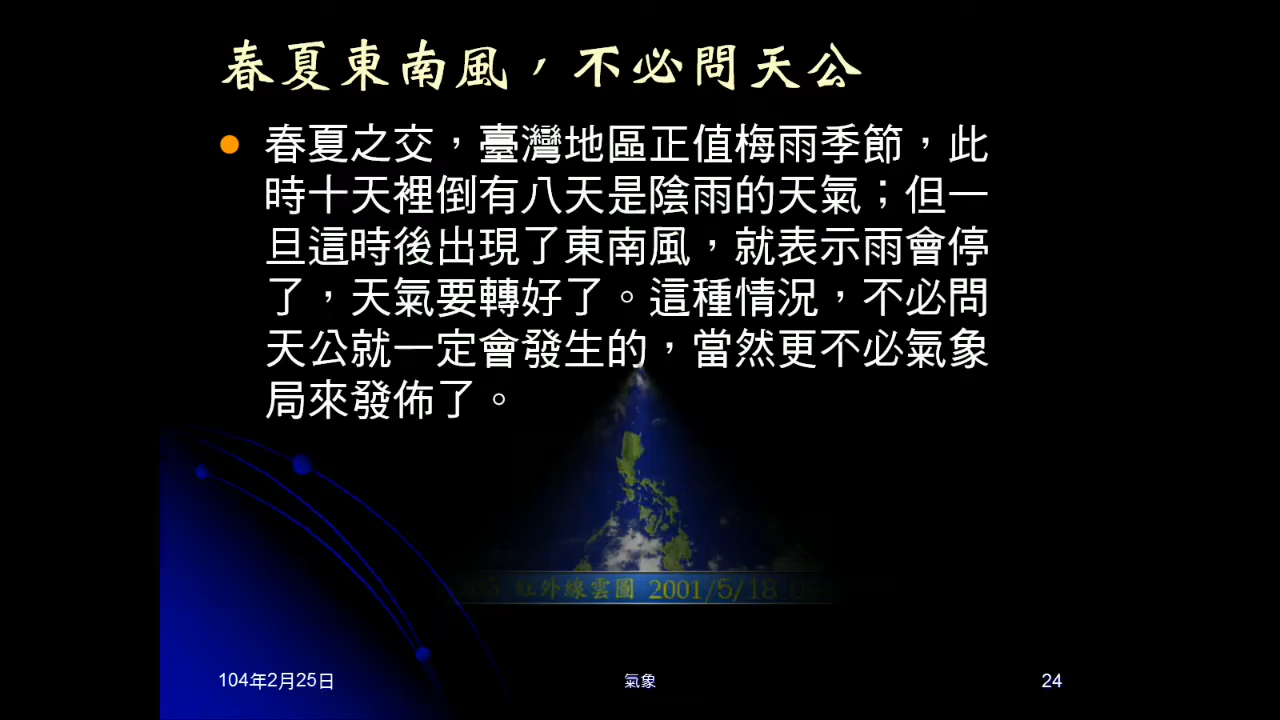 春夏東南風，不必問天公
春夏之交，臺灣地區正值梅雨季節，此
時十天裡倒有八天是陰雨的天氣；但一
旦這時後出現了東南風，就表示雨會停
了，天氣要轉好了。這種情況，不必問
天公就一定會發生的，當然更不必氣象
局來發佈了。
紅外線雲圖 2001/5/18
104年2月25日
氣象
24